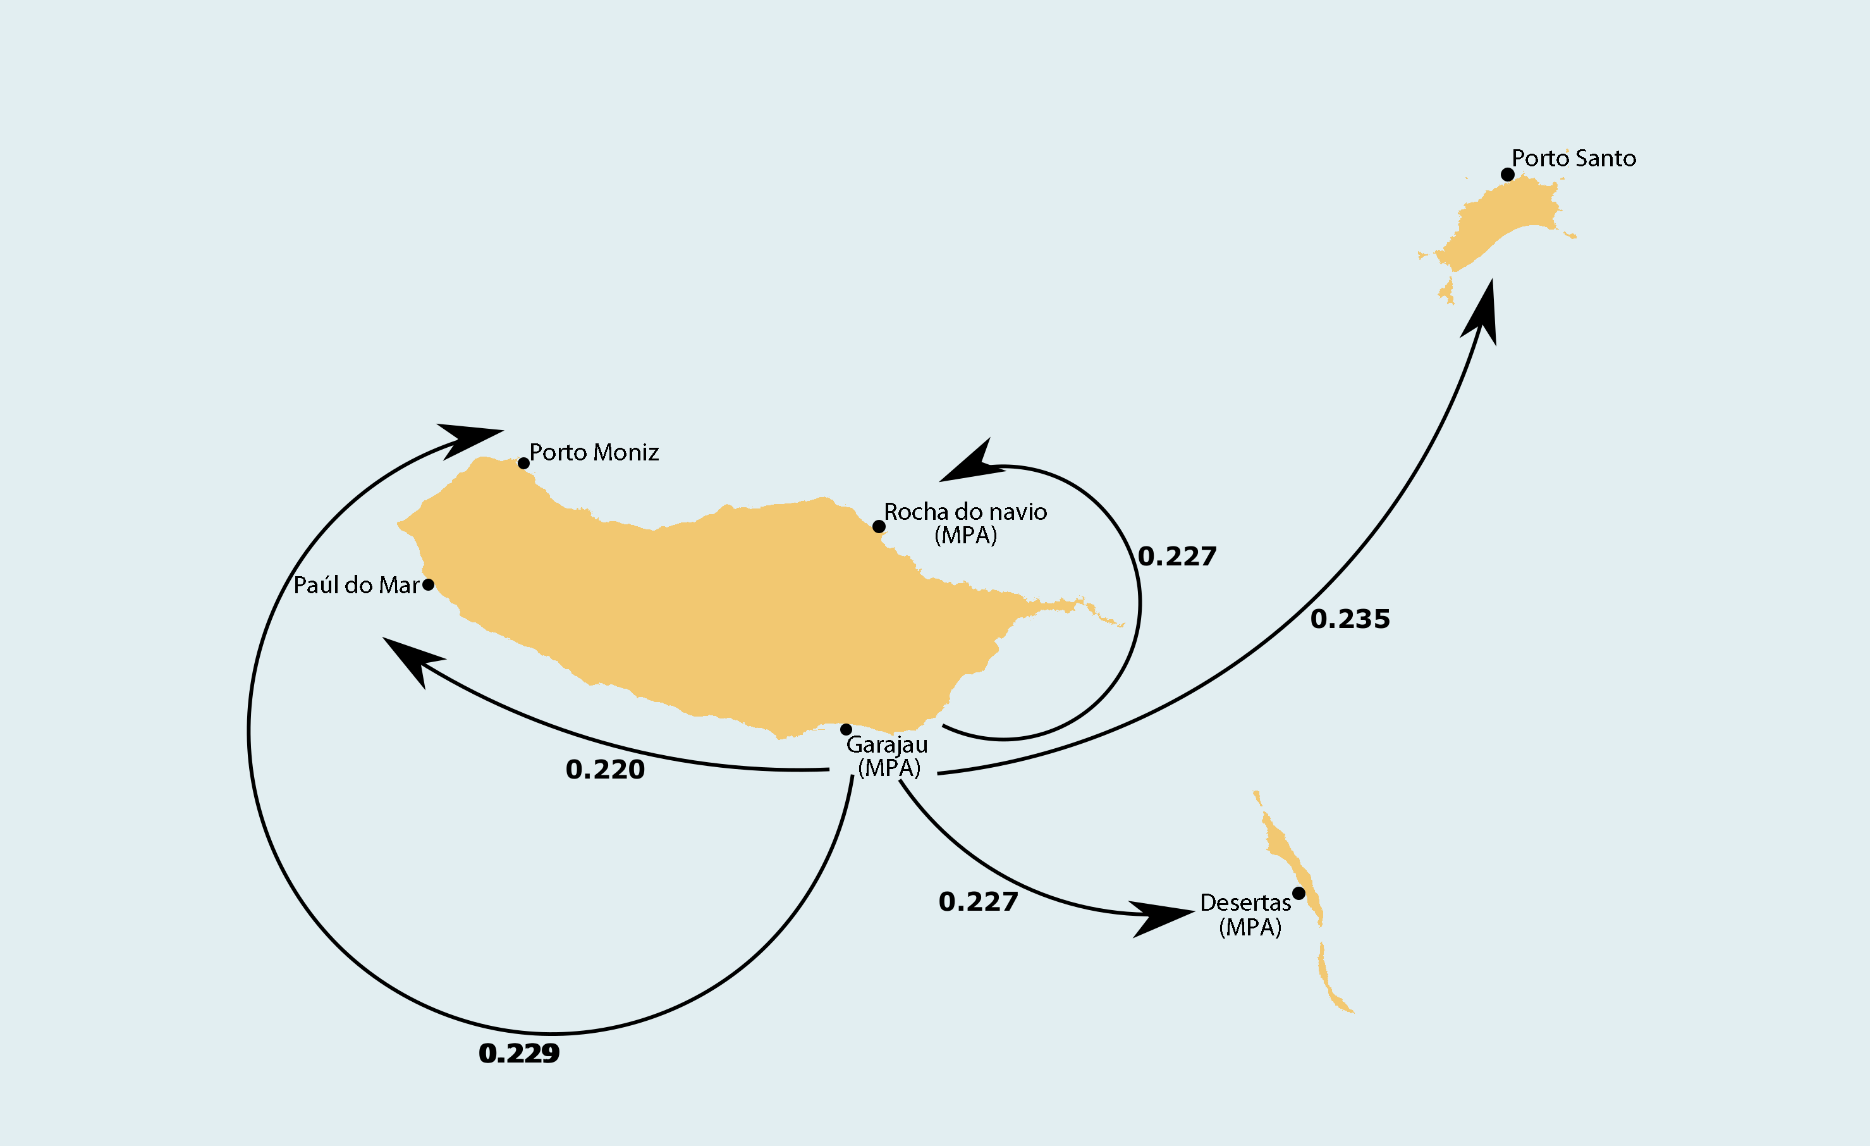 Porto Santo
Porto Moniz
Rocha do navio
(MPA)
0.227
Paúl do Mar
0.235
Garajau
(MPA)
0.220
0.227
Desertas
(MPA)
0.229